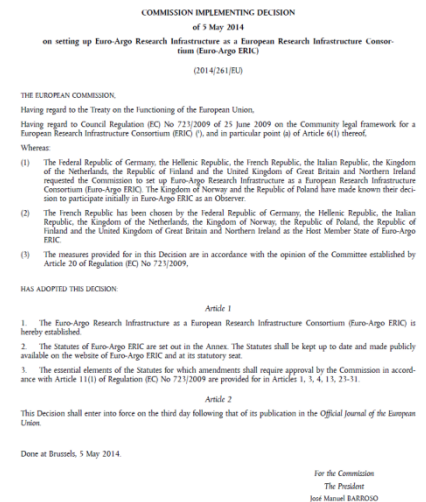 COMMISSION IMPLEMENTING DECISION
of 5 May 2014
on setting up Euro-Argo Research Infrastructure as a European Research Infrastructure Consor-
tium (Euro-Argo ERIC)
(2014/261/EU)
THE EUROPEAN COMMISSION,
Having regard to the Treaty on the Functioning of the European Union,
Having regard to Council Regulation (EC) No 723/2009 of 25 June 2009 on the Community legal framework for a
European Research Infrastructure Consortium (ERIC) (¹), and in particular point (a) of Article 6(1) thereof,
Whereas:
(1) The Federal Republic of Germany, the Hellenic Republic, the French Republic, the Italian Republic, the Kingdom
of the Netherlands, the Republic of Finland and the United Kingdom of Great Britain and Northern Ireland
requested the Commission to set up Euro-Argo Research Infrastructure as a European Research Infrastructure
Consortium (Euro-Argo ERIC). The Kingdom of Norway and the Republic of Poland have made known their deci-
sion to participate initially in Euro-Argo ERIC as an Observer.
(2) The French Republic has been chosen by the Federal Republic of Germany, the Hellenic Republic, the Italian
Republic, the Kingdom of the Netherlands, the Kingdom of Norway, the Republic of Poland, the Republic of
Finland and the United Kingdom of Great Britain and Northern Ireland as the Host Member State of Euro-Argo
ERIC.
(3) The measures provided for in this Decision are in accordance with the opinion of the Committee established by
Article 20 of Regulation (EC) No 723/2009,
HAS ADOPTED THIS DECISION:
Article 1
1. The Euro-Argo Research Infrastructure as a European Research Infrastructure Consortium (Euro-Argo ERIC) is
hereby established.
2. The Statutes of Euro-Argo ERIC are set out in the Annex. The Statutes shall be kept up to date and made publicly
available on the website of Euro-Argo ERIC and at its statutory seat.
3. The essential elements of the Statutes for which amendments shall require approval by the Commission in accord-
ance with Article 11(1) of Regulation (EC) No 723/2009 are provided for in Articles 1, 3, 4, 13, 23-31.
Article 2
This Decision shall enter into force on the third day following that of its publication in the Official Journal of the European
Union.
Done at Brussels, 5 May 2014.
For the Commission
The President
José Manuel BARROSO